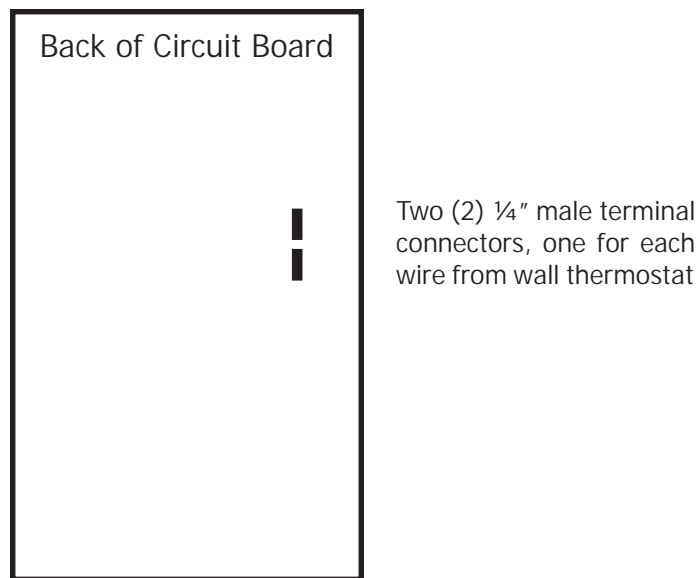 Back of Circuit Board
Two (2) ¼" male terminal
connectors, one for each
wire from wall thermostat